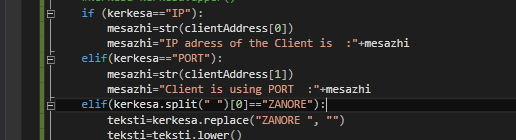 if (kerkesa=="IP"):
mesazhi=str(clientAddress[0])
mesazhi="IP adress of the Client is  :"+mesazhi
elif(kerkesa=="PORT"):
mesazhi=str(clientAddress[1])
mesazhi="Client is using PORT  :"+mesazhi
elif(kerkesa.split(" ")[0]=="ZANORE"):
teksti=kerkesa.replace("ZANORE ", "")
teksti=teksti.lower()